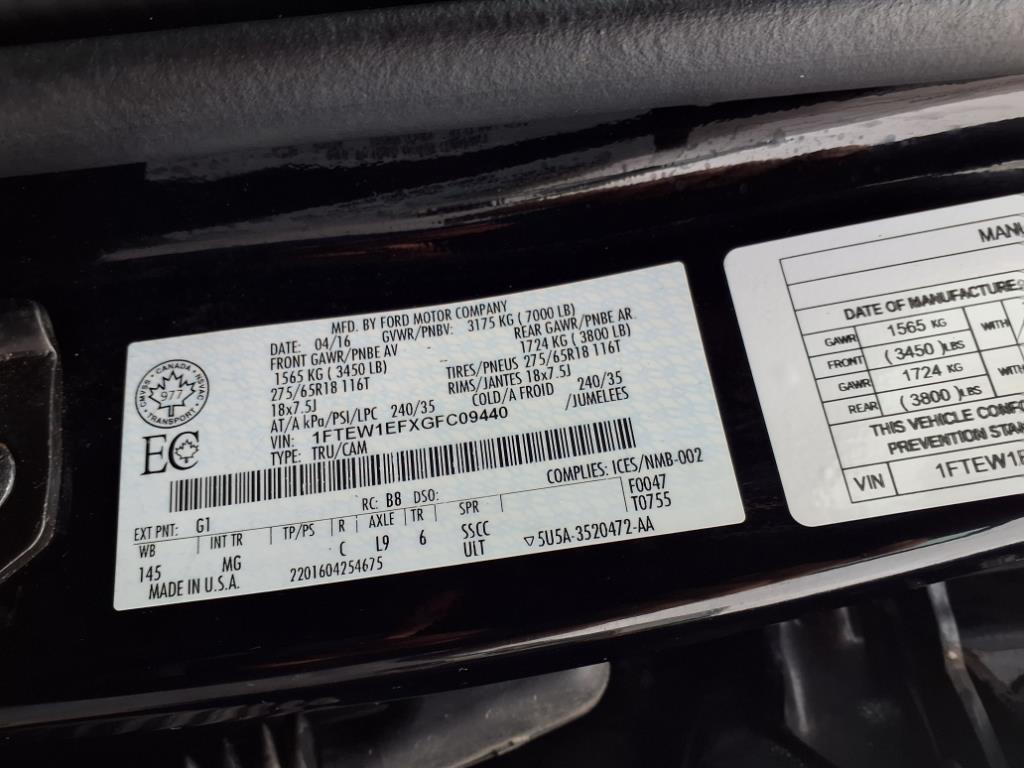 MFD. BY FORD MOTOR COMPANY
DATE: 04/16 GVWR/PNBV: 3175 KG ( 7000 LB)
FRONT GAWR/PNBE AV REAR GAWR/PNBE AR
1565 KG ( 3450 LB) 1724 KG ( 3800 LB)
275/65R18 116T TIRES/PNEUS 275/65R18 116T
18x7.5J RIMS/JANTES 18x7.5J
AT/A kPa/PSI/LPC 240/35 COLD/A FROID 240/35
VIN: 1FTEW1EFXGFC09440 /JUMELEES
TYPE: TRU/CAM
COMPLIES: ICES/NMB-002
CMVSS - CANADA - NSVAC
977
TRANSPORT
EC
EXT PNT: G1 RC: B8 DSO: F0047
WB INT TR TP/PS R AXLE TR SPR T0755
145 MG C L9 6 SSCC
ULT
MADE IN U.S.A. 2201604254675 ▽5U5A-3520472-AA
MANU
DATE OF MANUFACTURE
GAWR 1565 KG WITH
FRONT ( 3450 )LBS
GAWR 1724 KG WITH
REAR ( 3800 )LBS
THIS VEHICLE CONFO
PREVENTION STAN
VIN 1FTEW1E